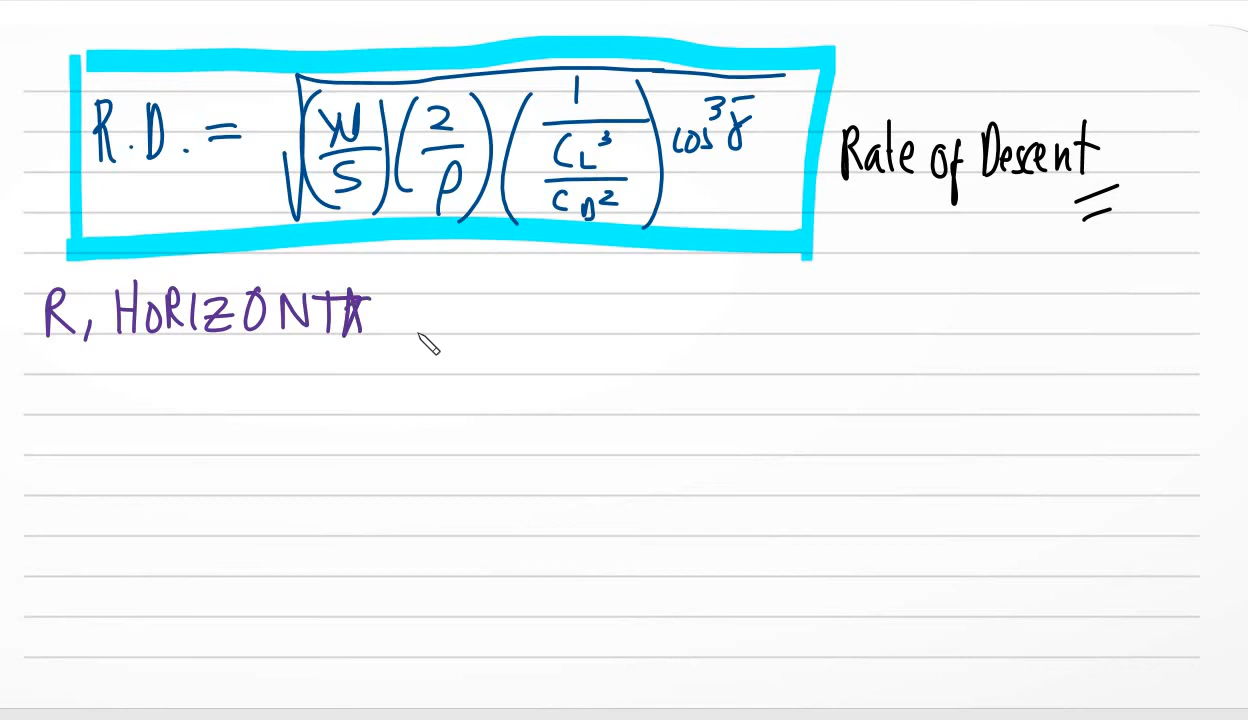 R.D. = √(W/S)(2/ρ)(1/(CL³/CD²)) cos³γ̄
Rate of Descent
R, HORIZONTA